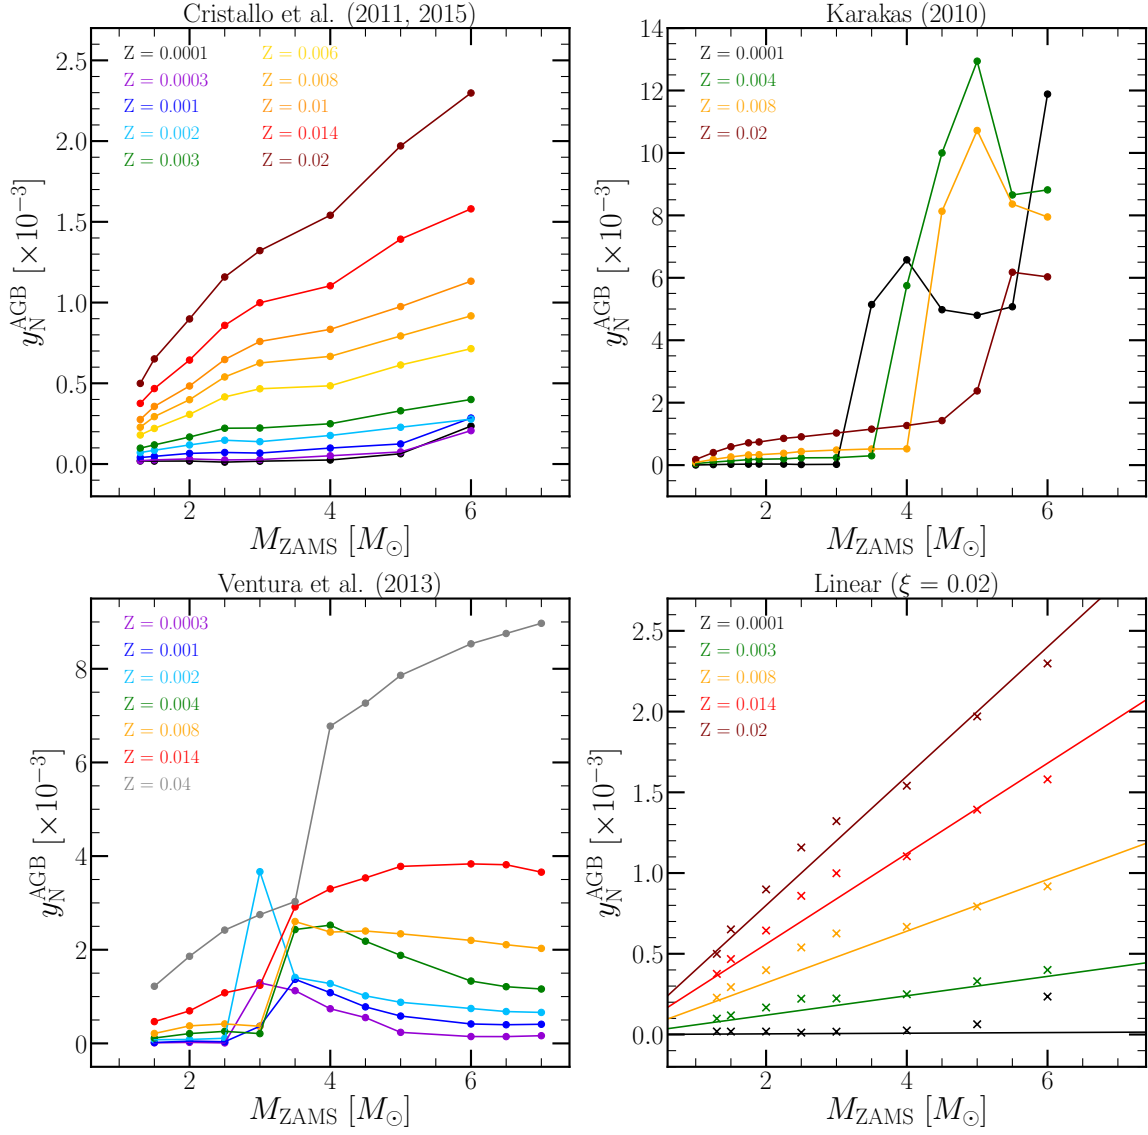 Cristallo et al. (2011, 2015)
Z = 0.0001
Z = 0.0003
Z = 0.001
Z = 0.002
Z = 0.003
Z = 0.006
Z = 0.008
Z = 0.01
Z = 0.014
Z = 0.02
2.5
2.0
1.5
1.0
0.5
0.0
y_N^AGB [×10⁻³]
2 4 6
M_ZAMS [M_⊙]
Karakas (2010)
Z = 0.0001
Z = 0.004
Z = 0.008
Z = 0.02
14
12
10
8
6
4
2
0
y_N^AGB [×10⁻³]
2 4 6
M_ZAMS [M_⊙]
Ventura et al. (2013)
Z = 0.0003
Z = 0.001
Z = 0.002
Z = 0.004
Z = 0.008
Z = 0.014
Z = 0.04
8
6
4
2
0
y_N^AGB [×10⁻³]
2 4 6
M_ZAMS [M_⊙]
Linear (ξ = 0.02)
Z = 0.0001
Z = 0.003
Z = 0.008
Z = 0.014
Z = 0.02
2.5
2.0
1.5
1.0
0.5
0.0
y_N^AGB [×10⁻³]
2 4 6
M_ZAMS [M_⊙]